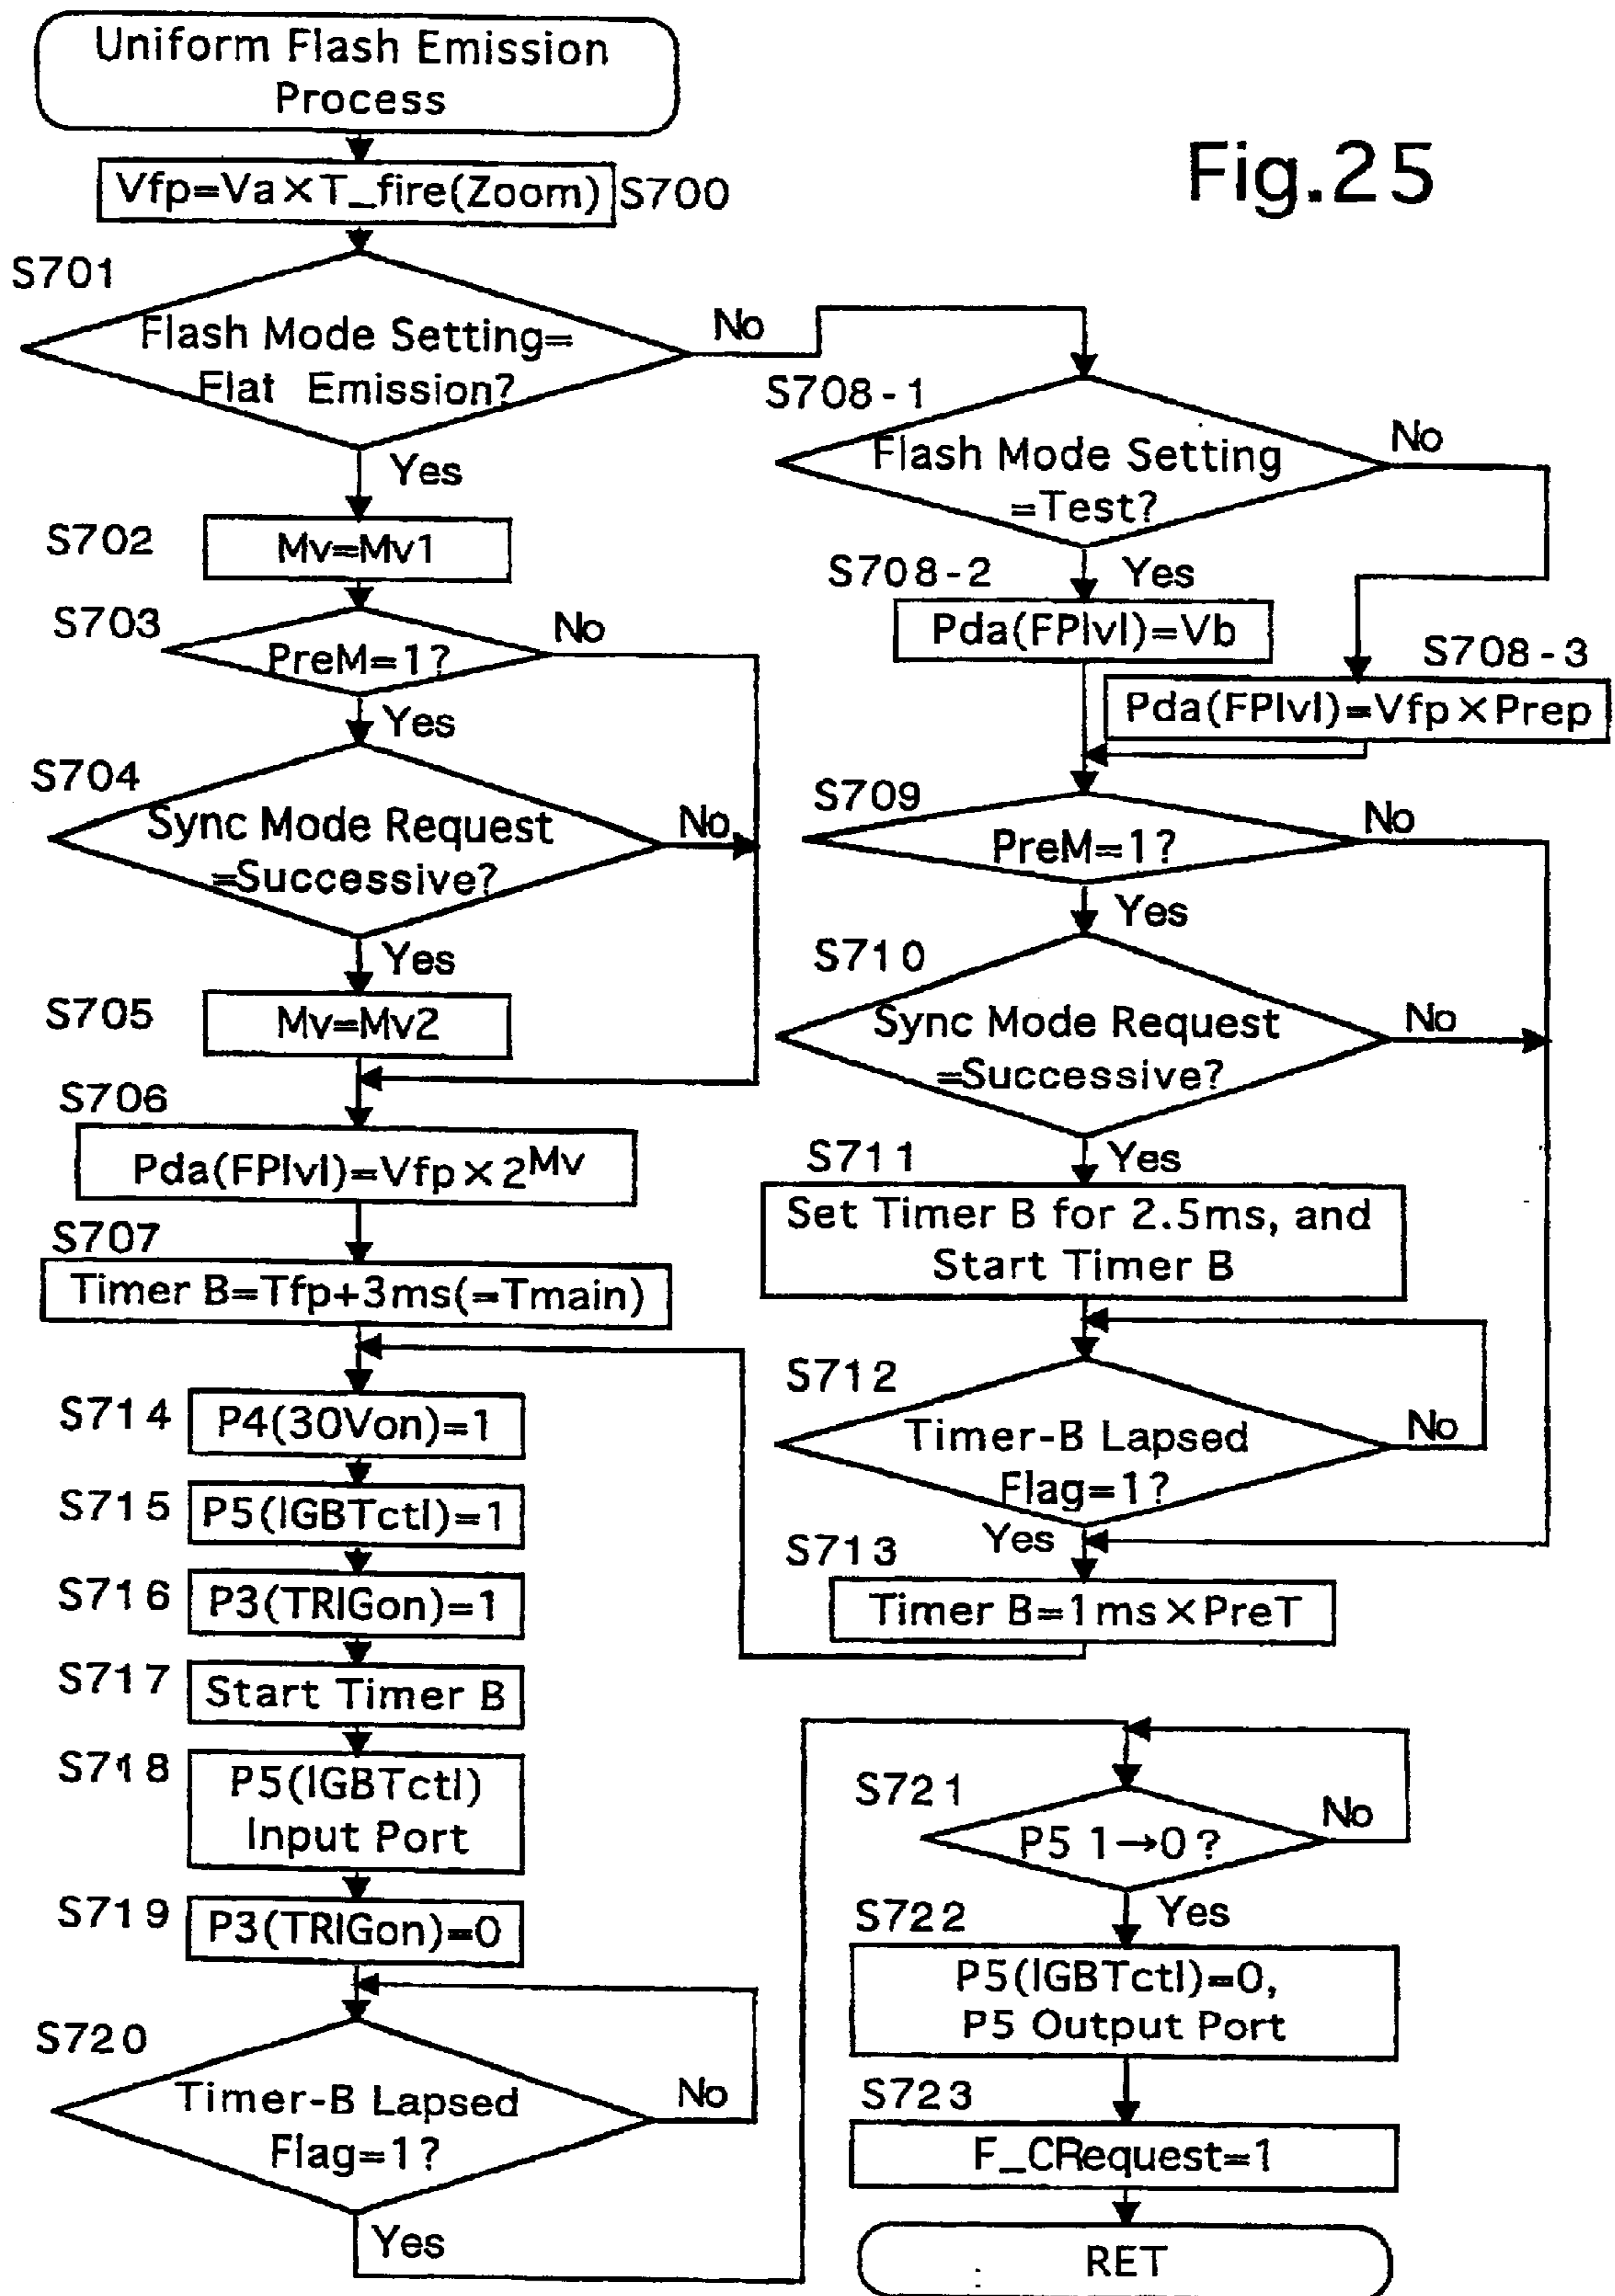 Uniform Flash Emission
Process
Fig.25
Vfp=Va×T_fire(Zoom)
S700
S701
Flash Mode Setting=
Flat Emission?
No
Yes
S702
Mv=Mv1
S703
PreM=1?
No
Yes
S704
Sync Mode Request
=Successive?
No
Yes
S705
Mv=Mv2
S706
Pda(FPlvl)=Vfp×2^Mv
S707
Timer B=Tfp+3ms(=Tmain)
S708-1
Flash Mode Setting
=Test?
No
Yes
S708-2
Pda(FPlvl)=Vb
S708-3
Pda(FPlvl)=Vfp×Prep
S709
PreM=1?
No
Yes
S710
Sync Mode Request
=Successive?
No
Yes
S711
Set Timer B for 2.5ms, and
Start Timer B
S712
Timer-B Lapsed
Flag=1?
No
Yes
S713
Timer B=1ms×PreT
S714
P4(30Von)=1
S715
P5(IGBTctl)=1
S716
P3(TRIGon)=1
S717
Start Timer B
S718
P5(IGBTctl)
Input Port
S719
P3(TRIGon)=0
S720
Timer-B Lapsed
Flag=1?
No
Yes
S721
P5 1→0?
No
Yes
S722
P5(IGBTctl)=0,
P5 Output Port
S723
F_CRequest=1
RET